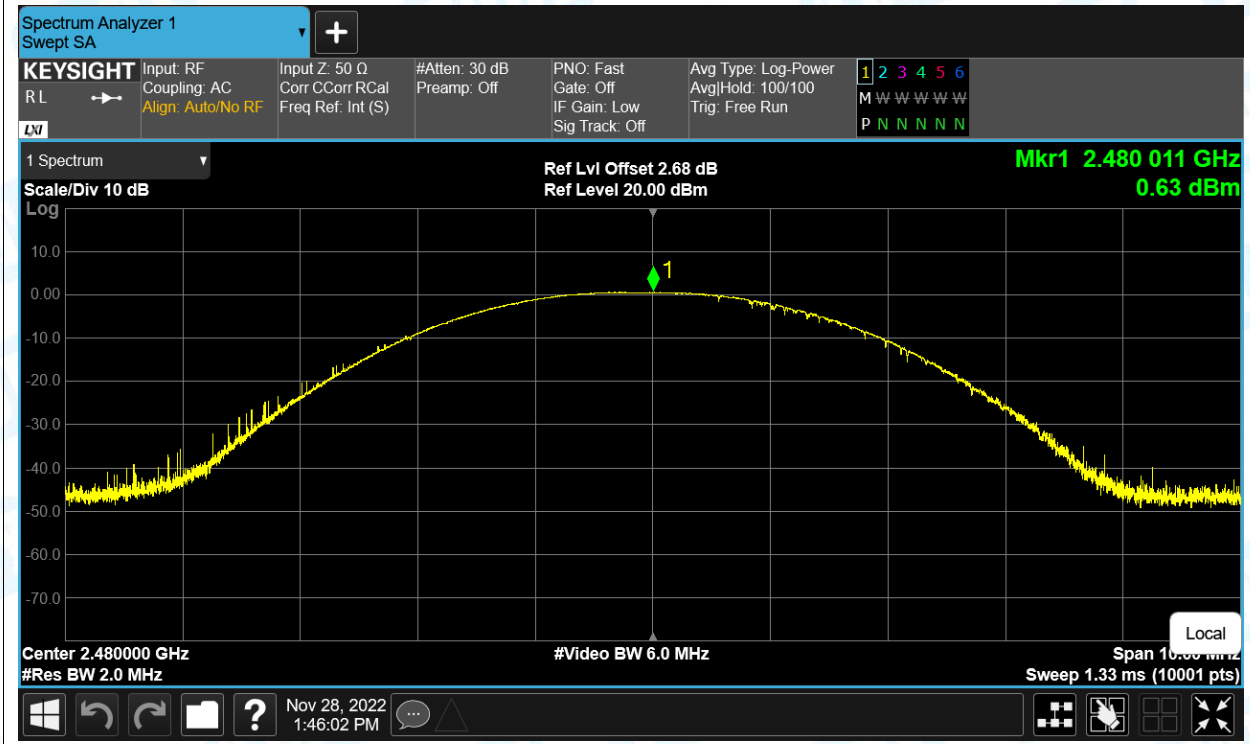 Spectrum Analyzer 1
Swept SA
KEYSIGHT
RL
LXI
Input: RF
Coupling: AC
Align: Auto/No RF
Input Z: 50 Ω
Corr CCorr RCal
Freq Ref: Int (S)
#Atten: 30 dB
Preamp: Off
PNO: Fast
Gate: Off
IF Gain: Low
Sig Track: Off
Avg Type: Log-Power
Avg|Hold: 100/100
Trig: Free Run
1 2 3 4 5 6
M W W W W W
P N N N N N
1 Spectrum
Scale/Div 10 dB
Log
Ref Lvl Offset 2.68 dB
Ref Level 20.00 dBm
Mkr1 2.480 011 GHz
0.63 dBm
1
10.0
0.00
-10.0
-20.0
-30.0
-40.0
-50.0
-60.0
-70.0
Local
Center 2.480000 GHz
#Video BW 6.0 MHz
Span 10.00 MHz
#Res BW 2.0 MHz
Sweep 1.33 ms (10001 pts)
?
Nov 28, 2022
1:46:02 PM